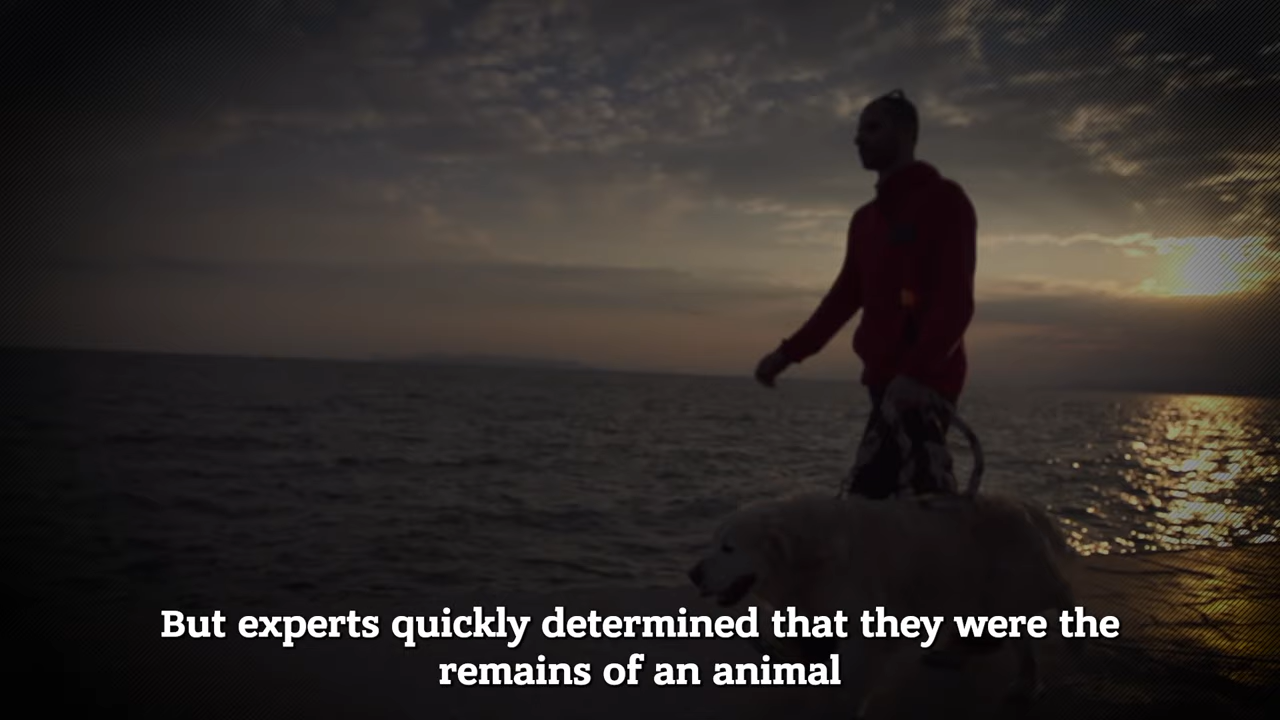 But experts quickly determined that they were the
remains of an animal